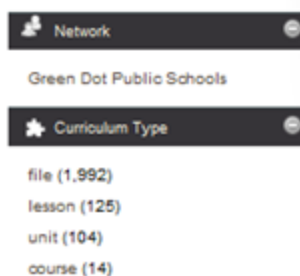 Network
Green Dot Public Schools
Curriculum Type
file (1,992)
lesson (125)
unit (104)
course (14)